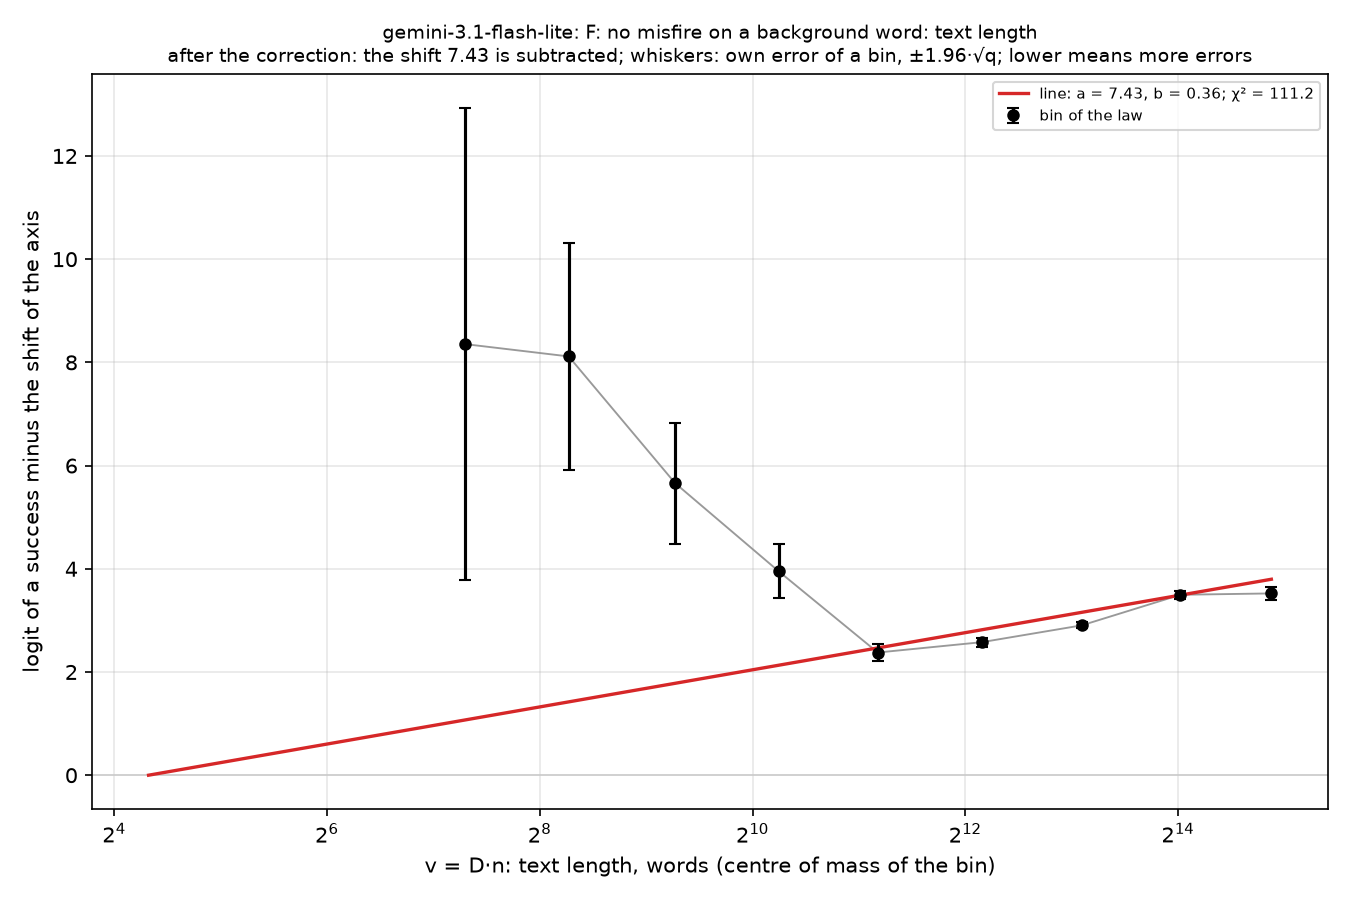 gemini-3.1-flash-lite: F: no misfire on a background word: text length
after the correction: the shift 7.43 is subtracted; whiskers: own error of a bin, ±1.96·√q; lower means more errors
line: a = 7.43, b = 0.36; χ² = 111.2
bin of the law
logit of a success minus the shift of the axis
12
10
8
6
4
2
0
2⁴ 2⁶ 2⁸ 2¹⁰ 2¹² 2¹⁴
v = D·n: text length, words (centre of mass of the bin)